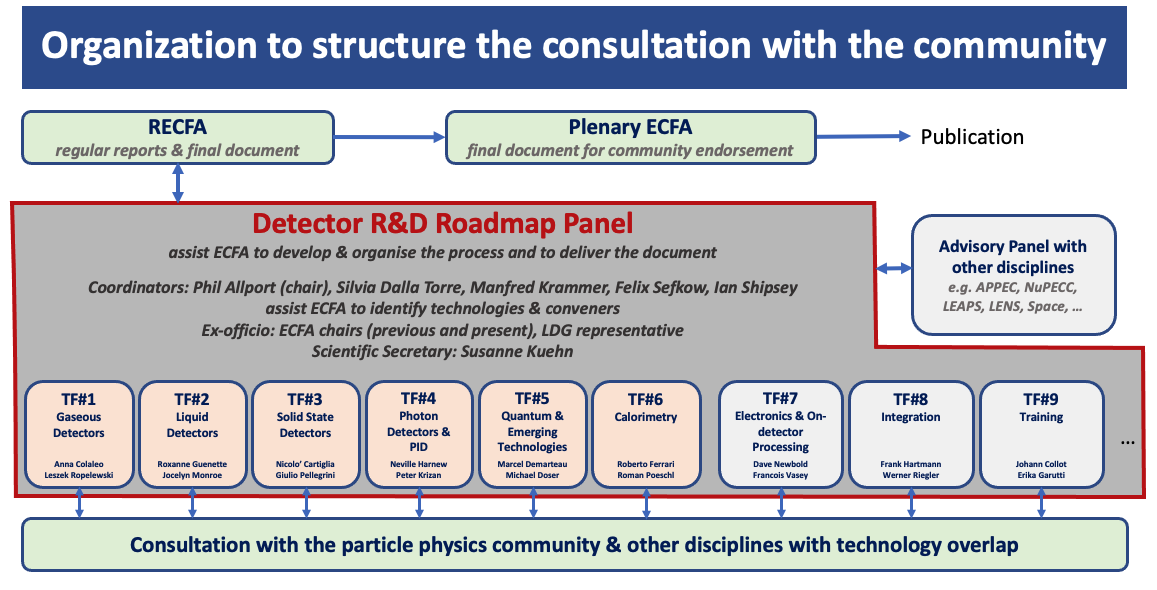 Organization to structure the consultation with the community
RECFA
regular reports & final document
Plenary ECFA
final document for community endorsement
Publication
Detector R&D Roadmap Panel
assist ECFA to develop & organise the process and to deliver the document
Coordinators: Phil Allport (chair), Silvia Dalla Torre, Manfred Krammer, Felix Sefkow, Ian Shipsey
assist ECFA to identify technologies & conveners
Ex-officio: ECFA chairs (previous and present), LDG representative
Scientific Secretary: Susanne Kuehn
Advisory Panel with
other disciplines
e.g. APPEC, NuPECC,
LEAPS, LENS, Space, …
TF#1
Gaseous
Detectors
Anna Colaleo
Leszek Ropelewski
TF#2
Liquid
Detectors
Roxanne Guenette
Jocelyn Monroe
TF#3
Solid State
Detectors
Nicolo' Cartiglia
Giulio Pellegrini
TF#4
Photon
Detectors &
PID
Neville Harnew
Peter Krizan
TF#5
Quantum &
Emerging
Technologies
Marcel Demarteau
Michael Doser
TF#6
Calorimetry
Roberto Ferrari
Roman Poeschl
TF#7
Electronics & On-
detector
Processing
Dave Newbold
Francois Vasey
TF#8
Integration
Frank Hartmann
Werner Riegler
TF#9
Training
Johann Collot
Erika Garutti
…
Consultation with the particle physics community & other disciplines with technology overlap